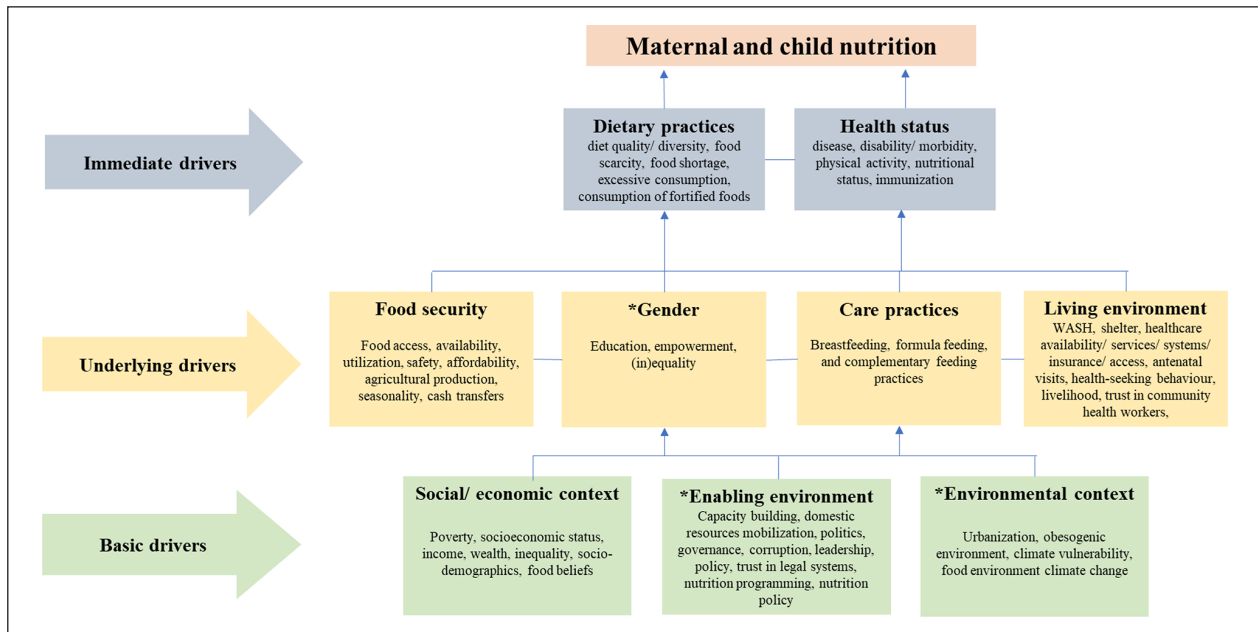 Maternal and child nutrition
Immediate drivers
Dietary practices
diet quality/ diversity, food
scarcity, food shortage,
excessive consumption,
consumption of fortified foods
Health status
disease, disability/ morbidity,
physical activity, nutritional
status, immunization
Underlying drivers
Food security
Food access, availability,
utilization, safety, affordability,
agricultural production,
seasonality, cash transfers
*Gender
Education, empowerment,
(in)equality
Care practices
Breastfeeding, formula feeding,
and complementary feeding
practices
Living environment
WASH, shelter, healthcare
availability/ services/ systems/
insurance/ access, antenatal
visits, health-seeking behaviour,
livelihood, trust in community
health workers,
Basic drivers
Social/ economic context
Poverty, socioeconomic status,
income, wealth, inequality, socio-
demographics, food beliefs
*Enabling environment
Capacity building, domestic
resources mobilization, politics,
governance, corruption, leadership,
policy, trust in legal systems,
nutrition programming, nutrition
policy
*Environmental context
Urbanization, obesogenic
environment, climate vulnerability,
food environment climate change